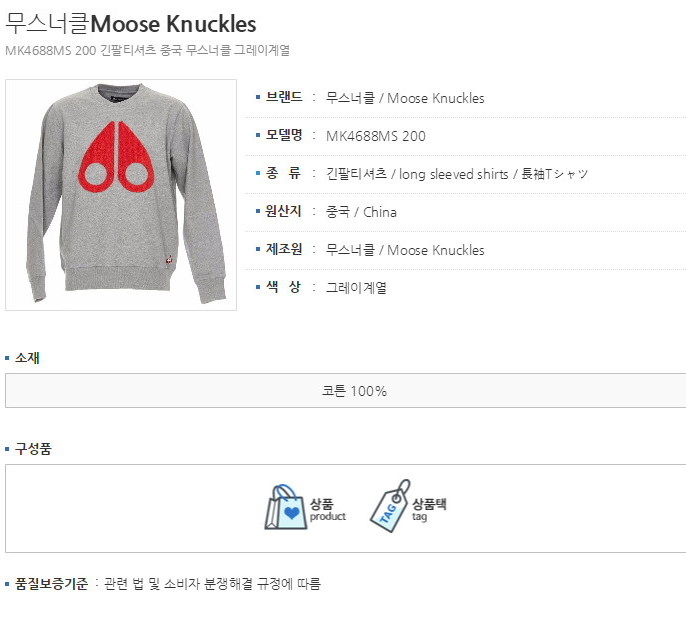 무스너클Moose Knuckles
MK4688MS 200 긴팔티셔츠 중국 무스너클 그레이계열
브랜드 : 무스너클 / Moose Knuckles
모델명 : MK4688MS 200
종 류 : 긴팔티셔츠 / long sleeved shirts / 長袖Tシャツ
원산지 : 중국 / China
제조원 : 무스너클 / Moose Knuckles
색 상 : 그레이계열
소재
코튼 100%
구성품
상품
product
TAG
상품택
tag
품질보증기준 : 관련 법 및 소비자 분쟁해결 규정에 따름